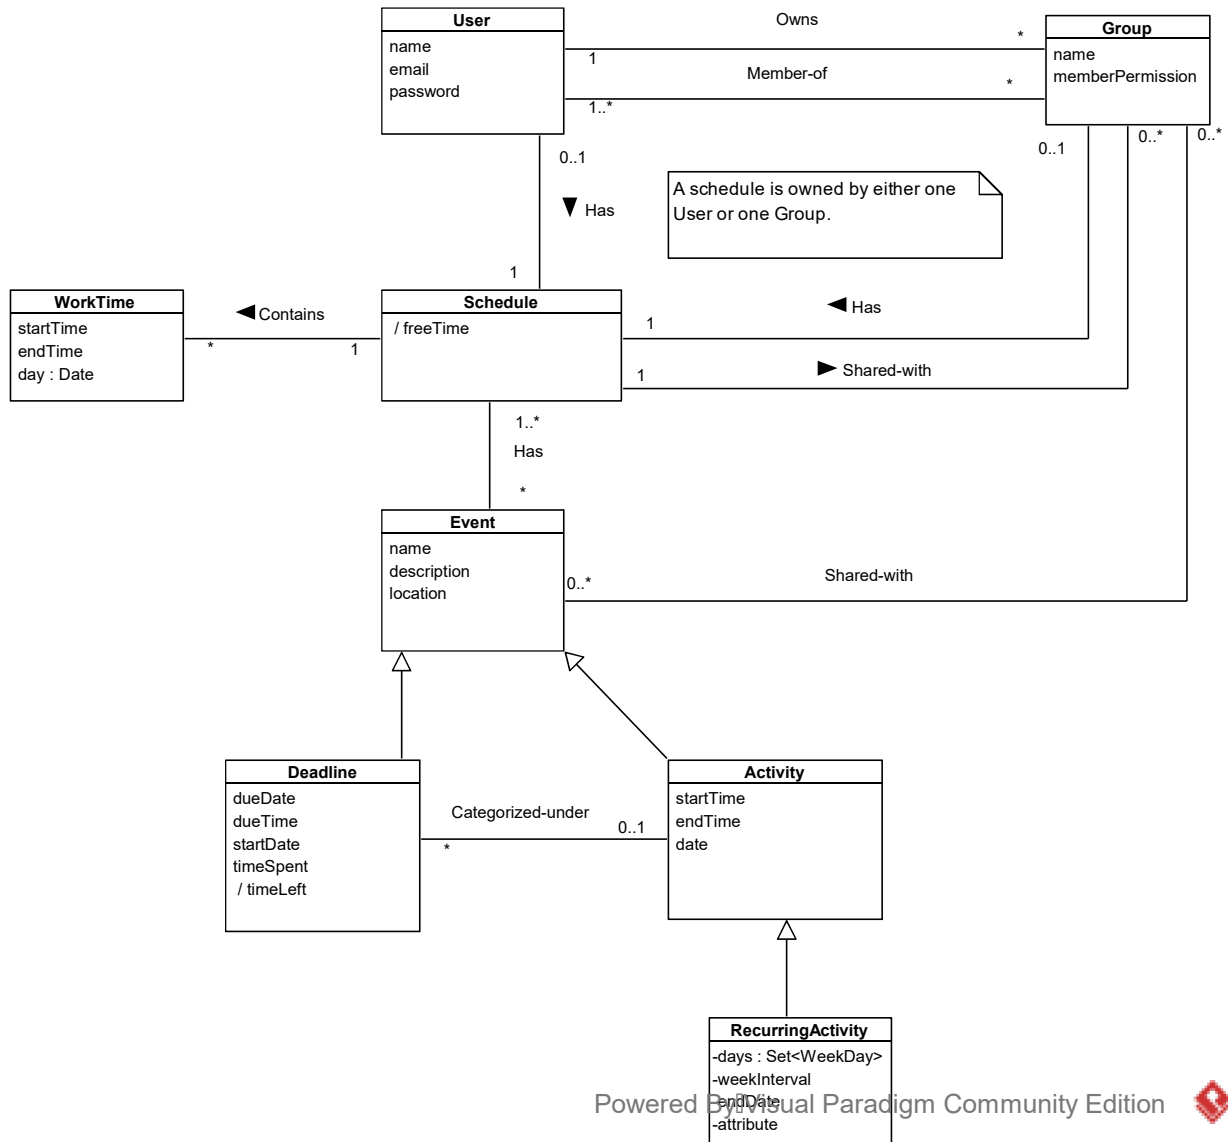 User
name
email
password
Owns
1
*
Member-of
1..*
*
Group
name
memberPermission
0..1
Has
1
0..1
0..*
0..*
A schedule is owned by either one
User or one Group.
WorkTime
startTime
endTime
day : Date
Contains
*
1
Schedule
/ freeTime
Has
1
Shared-with
1
1..*
Has
*
Event
name
description
location
Shared-with
0..*
Deadline
dueDate
dueTime
startDate
timeSpent
/ timeLeft
Categorized-under
*
0..1
Activity
startTime
endTime
date
RecurringActivity
-days : Set<WeekDay>
-weekInterval
-endDate
-attribute
Powered By Visual Paradigm Community Edition